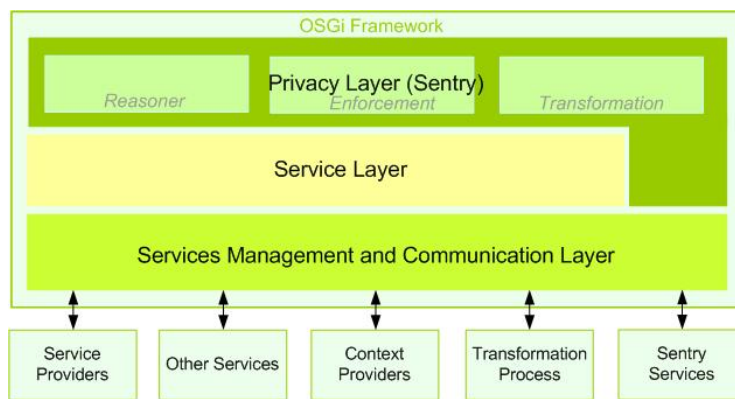 OSGi Framework
Privacy Layer (Sentry)
Reasoner
Enforcement
Transformation
Service Layer
Services Management and Communication Layer
Service
Providers
Other Services
Context
Providers
Transformation
Process
Sentry
Services